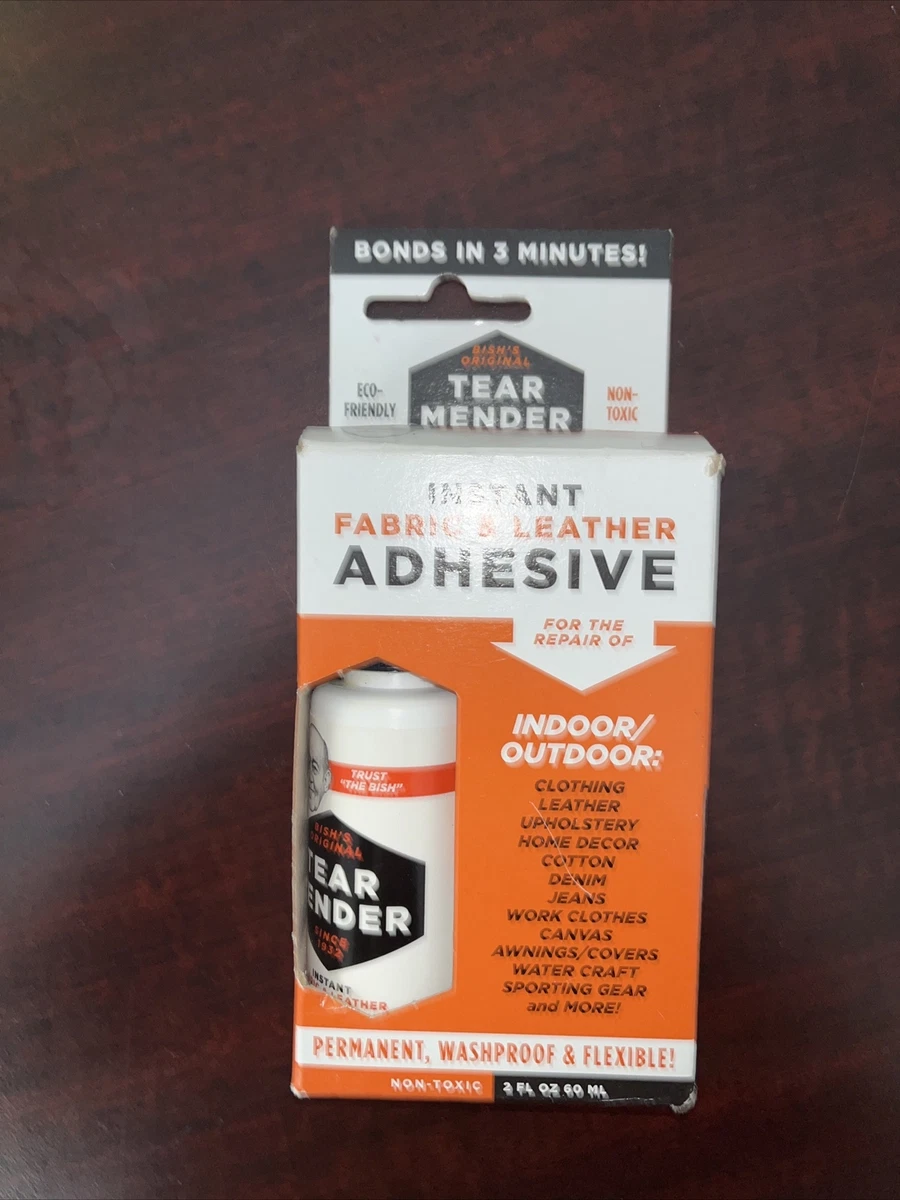 BONDS IN 3 MINUTES!
BISH'S
ORIGINAL
TEAR
MENDER
ECO-
FRIENDLY
NON-
TOXIC
INSTANT
FABRIC & LEATHER
ADHESIVE
FOR THE
REPAIR OF
INDOOR/
OUTDOOR:
CLOTHING
LEATHER
UPHOLSTERY
HOME DECOR
COTTON
DENIM
JEANS
WORK CLOTHES
CANVAS
AWNINGS/COVERS
WATER CRAFT
SPORTING GEAR
and MORE!
TRUST
"THE BISH"
BISH'S
ORIGINAL
TEAR
ENDER
SINCE
1932
INSTANT
& LEATHER
PERMANENT, WASHPROOF & FLEXIBLE!
NON-TOXIC 2 FL OZ 60 ML